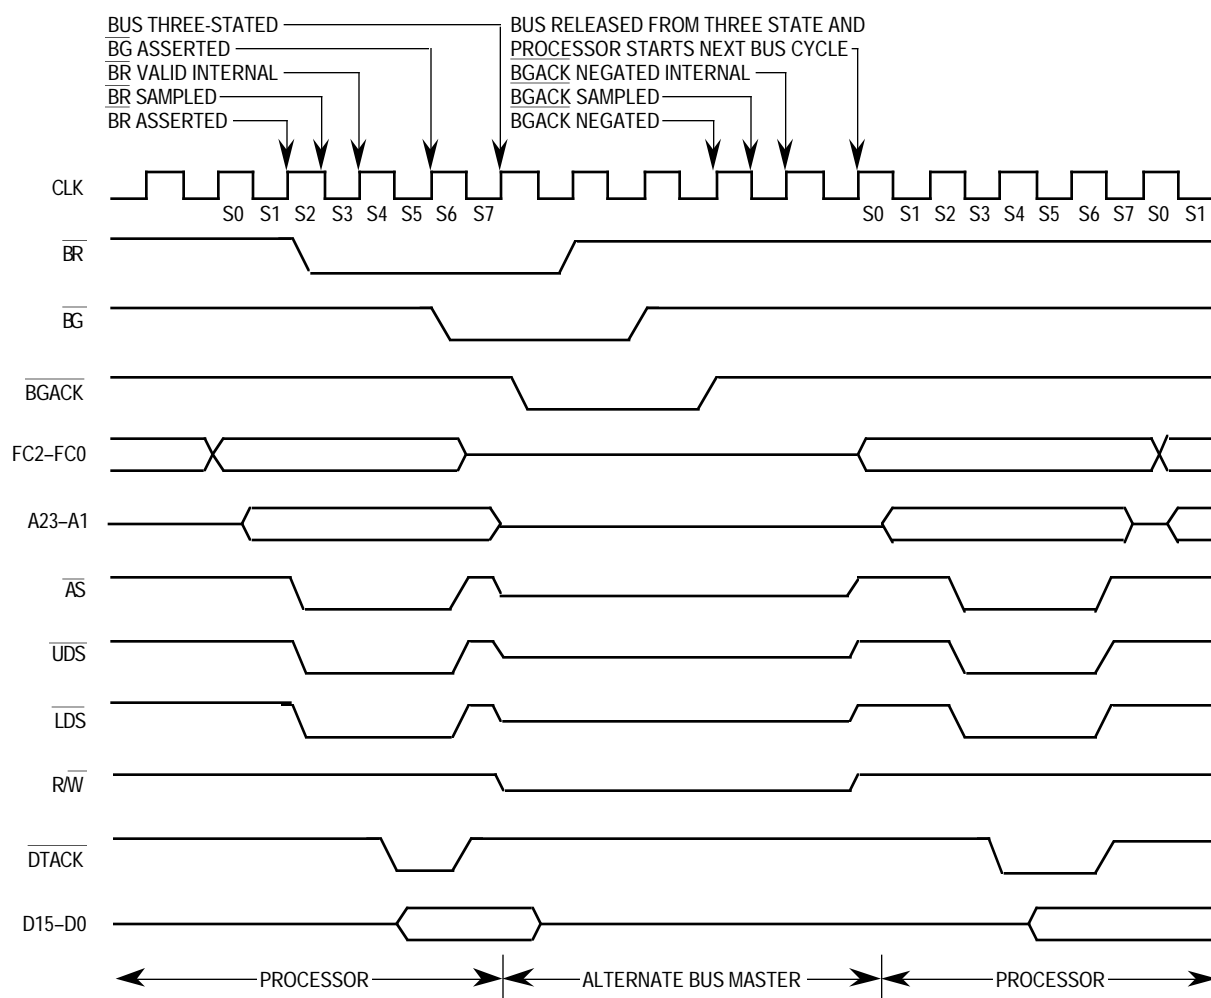 BUS THREE-STATED
BG ASSERTED
BR VALID INTERNAL
BR SAMPLED
BR ASSERTED
BUS RELEASED FROM THREE STATE AND
PROCESSOR STARTS NEXT BUS CYCLE
BGACK NEGATED INTERNAL
BGACK SAMPLED
BGACK NEGATED
CLK
S0 S1 S2 S3 S4 S5 S6 S7 S0 S1 S2 S3 S4 S5 S6 S7 S0 S1
BR
BG
BGACK
FC2–FC0
A23–A1
AS
UDS
LDS
R/W
DTACK
D15–D0
PROCESSOR ALTERNATE BUS MASTER PROCESSOR